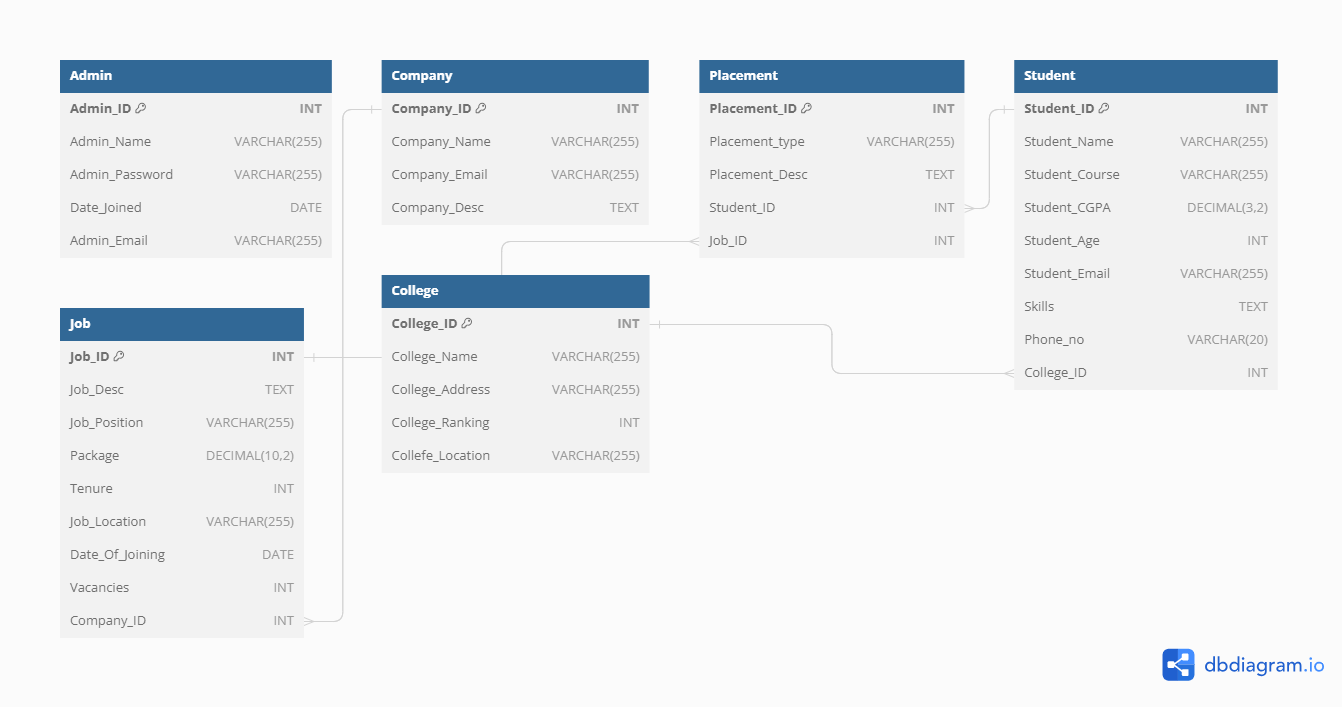 Admin
Admin_ID INT
Admin_Name VARCHAR(255)
Admin_Password VARCHAR(255)
Date_Joined DATE
Admin_Email VARCHAR(255)
Company
Company_ID INT
Company_Name VARCHAR(255)
Company_Email VARCHAR(255)
Company_Desc TEXT
Placement
Placement_ID INT
Placement_type VARCHAR(255)
Placement_Desc TEXT
Student_ID INT
Job_ID INT
Student
Student_ID INT
Student_Name VARCHAR(255)
Student_Course VARCHAR(255)
Student_CGPA DECIMAL(3,2)
Student_Age INT
Student_Email VARCHAR(255)
Skills TEXT
Phone_no VARCHAR(20)
College_ID INT
Job
Job_ID INT
Job_Desc TEXT
Job_Position VARCHAR(255)
Package DECIMAL(10,2)
Tenure INT
Job_Location VARCHAR(255)
Date_Of_Joining DATE
Vacancies INT
Company_ID INT
College
College_ID INT
College_Name VARCHAR(255)
College_Address VARCHAR(255)
College_Ranking INT
Collefe_Location VARCHAR(255)
dbdiagram.io